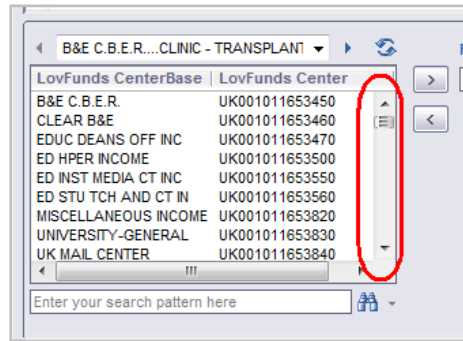 B&E C.B.E.R....CLINIC - TRANSPLANT
LovFunds CenterBase LovFunds Center
B&E C.B.E.R. UK001011653450
CLEAR B&E UK001011653460
EDUC DEANS OFF INC UK001011653470
ED HPER INCOME UK001011653500
ED INST MEDIA CT INC UK001011653550
ED STU TCH AND CT IN UK001011653560
MISCELLANEOUS INCOME UK001011653820
UNIVERSITY-GENERAL UK001011653830
UK MAIL CENTER UK001011653840
Enter your search pattern here